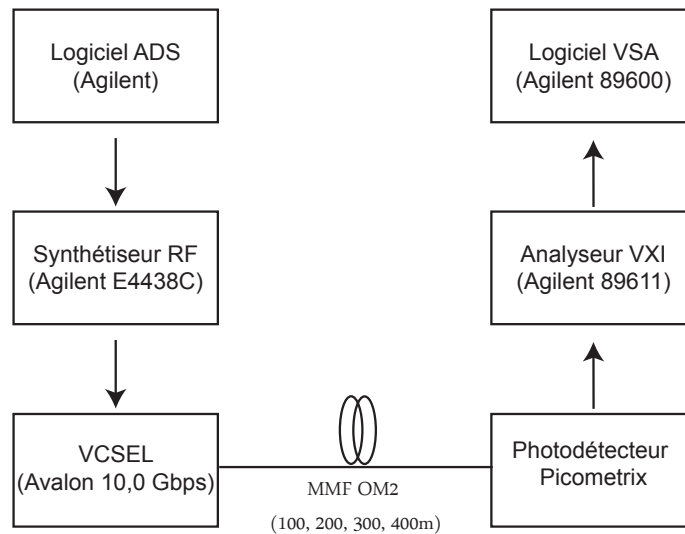 Logiciel ADS
(Agilent)
Logiciel VSA
(Agilent 89600)
Synthétiseur RF
(Agilent E4438C)
Analyseur VXI
(Agilent 89611)
VCSEL
(Avalon 10,0 Gbps)
MMF OM2
(100, 200, 300, 400m)
Photodétecteur
Picometrix